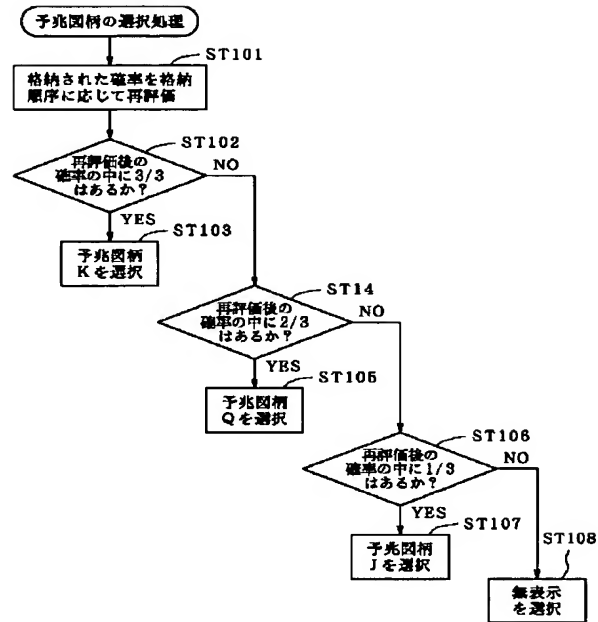 予兆図柄の選択処理
ST101
格納された確率を格納
順序に応じて再評価
ST102
再評価後の
確率の中に3/3
はあるか?
NO
YES
ST103
予兆図柄
Kを選択
ST14
再評価後の
確率の中に2/3
はあるか?
NO
YES
ST105
予兆図柄
Qを選択
ST106
再評価後の
確率の中に1/3
はあるか?
NO
YES
ST107
予兆図柄
Jを選択
ST108
無表示
を選択